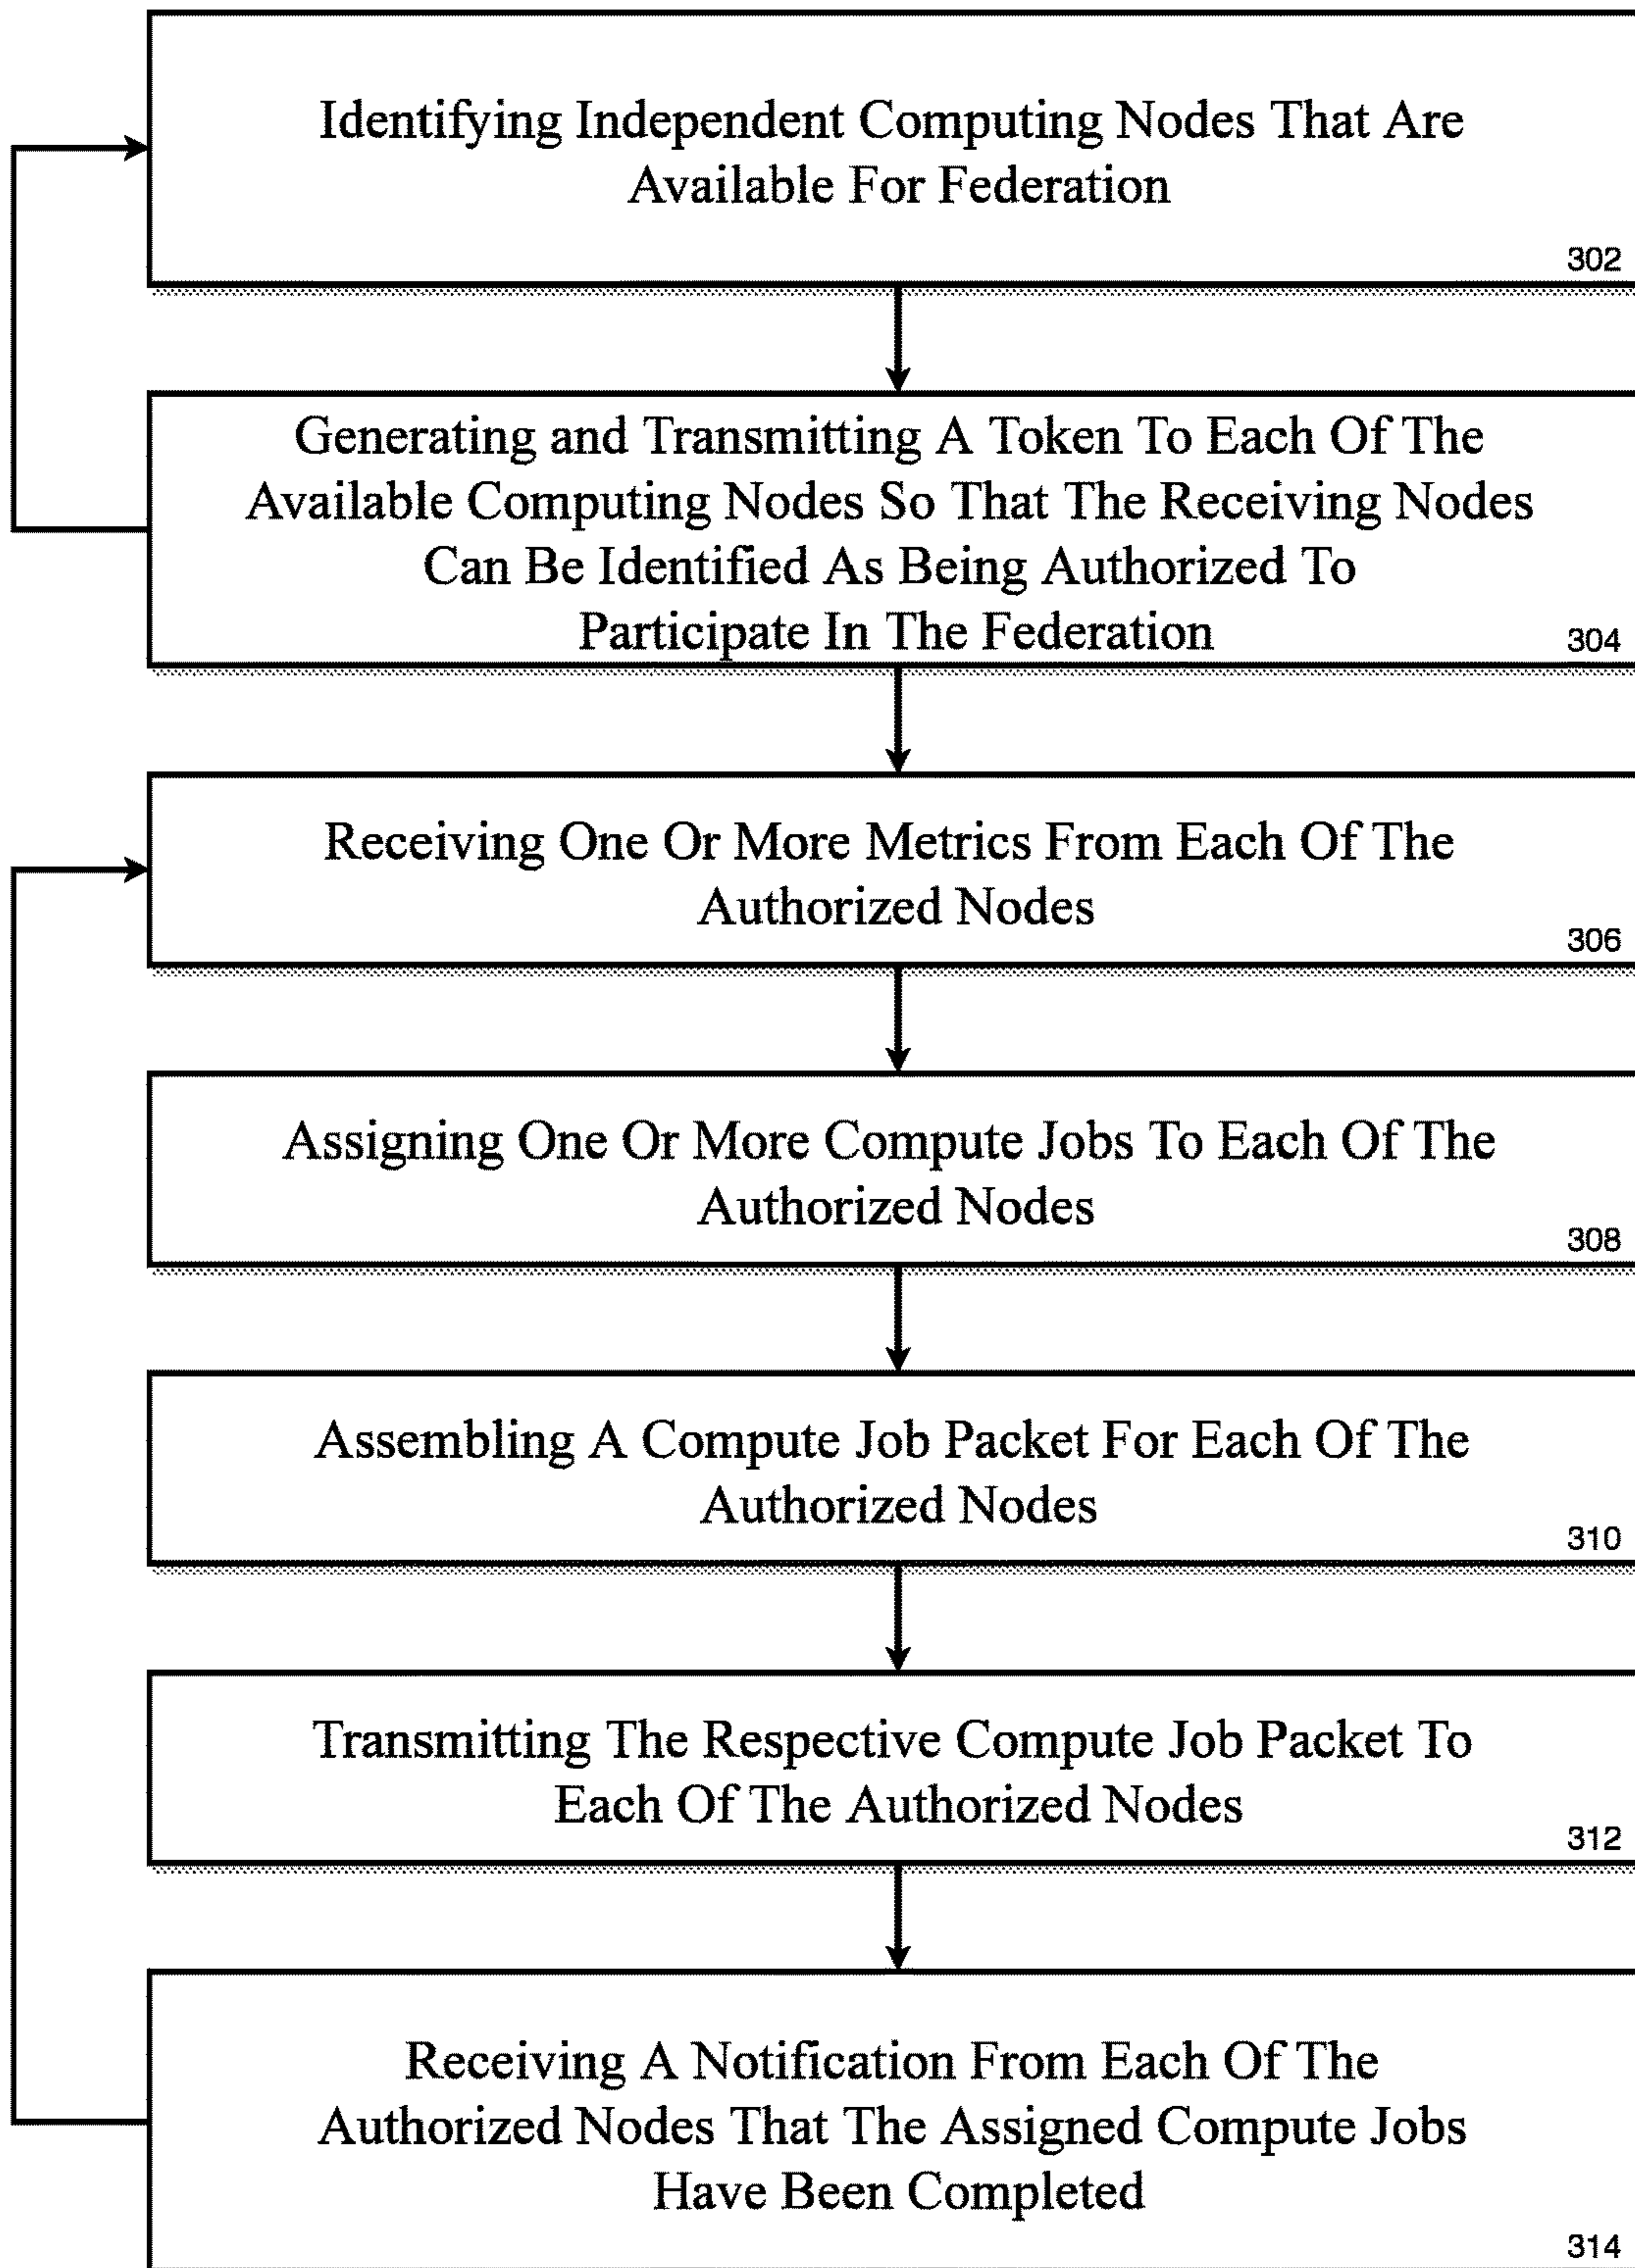 Identifying Independent Computing Nodes That Are
Available For Federation
302
Generating and Transmitting A Token To Each Of The
Available Computing Nodes So That The Receiving Nodes
Can Be Identified As Being Authorized To
Participate In The Federation
304
Receiving One Or More Metrics From Each Of The
Authorized Nodes
306
Assigning One Or More Compute Jobs To Each Of The
Authorized Nodes
308
Assembling A Compute Job Packet For Each Of The
Authorized Nodes
310
Transmitting The Respective Compute Job Packet To
Each Of The Authorized Nodes
312
Receiving A Notification From Each Of The
Authorized Nodes That The Assigned Compute Jobs
Have Been Completed
314